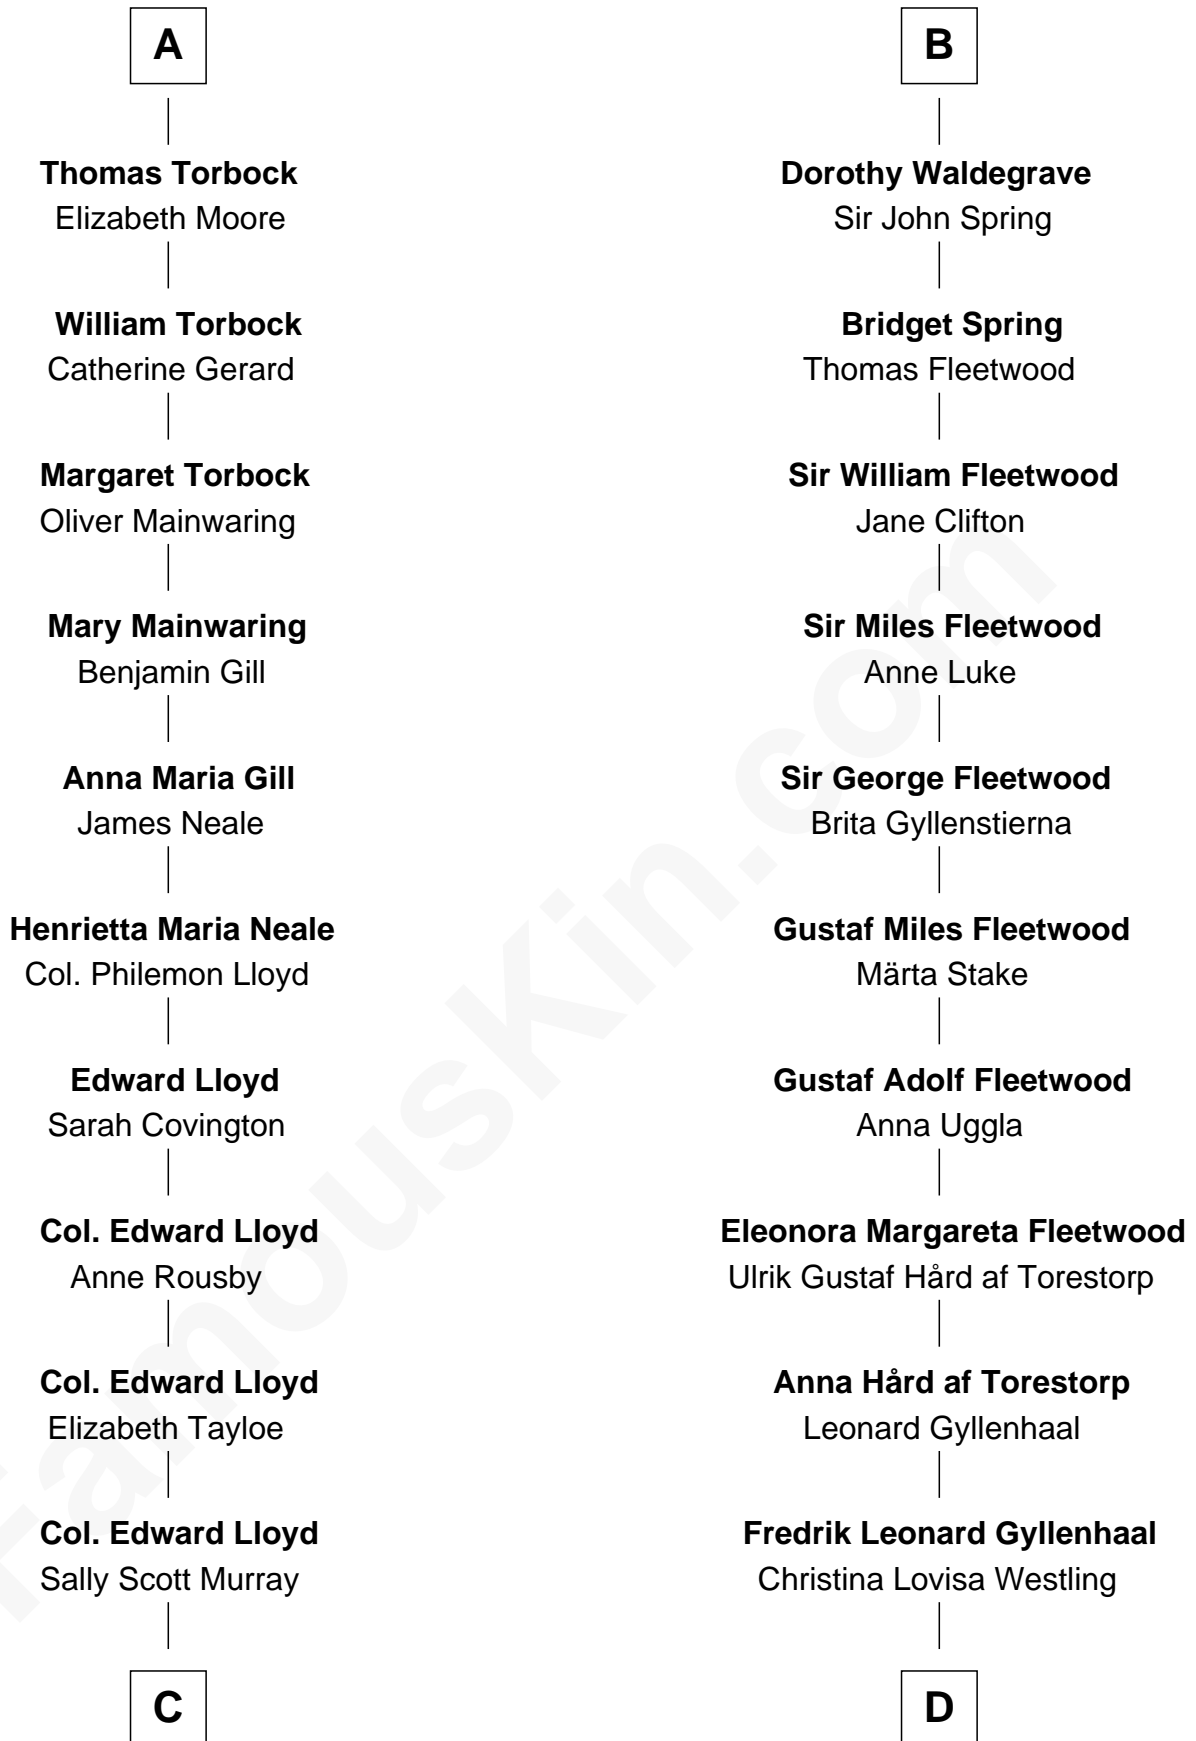 A
Thomas Torbock
Elizabeth Moore
William Torbock
Catherine Gerard
Margaret Torbock
Oliver Mainwaring
Mary Mainwaring
Benjamin Gill
Anna Maria Gill
James Neale
Henrietta Maria Neale
Col. Philemon Lloyd
Edward Lloyd
Sarah Covington
Col. Edward Lloyd
Anne Rousby
Col. Edward Lloyd
Elizabeth Tayloe
Col. Edward Lloyd
Sally Scott Murray
C
B
Dorothy Waldegrave
Sir John Spring
Bridget Spring
Thomas Fleetwood
Sir William Fleetwood
Jane Clifton
Sir Miles Fleetwood
Anne Luke
Sir George Fleetwood
Brita Gyllenstierna
Gustaf Miles Fleetwood
Märta Stake
Gustaf Adolf Fleetwood
Anna Uggla
Eleonora Margareta Fleetwood
Ulrik Gustaf Hård af Torestorp
Anna Hård af Torestorp
Leonard Gyllenhaal
Fredrik Leonard Gyllenhaal
Christina Lovisa Westling
D
FamousKin.com